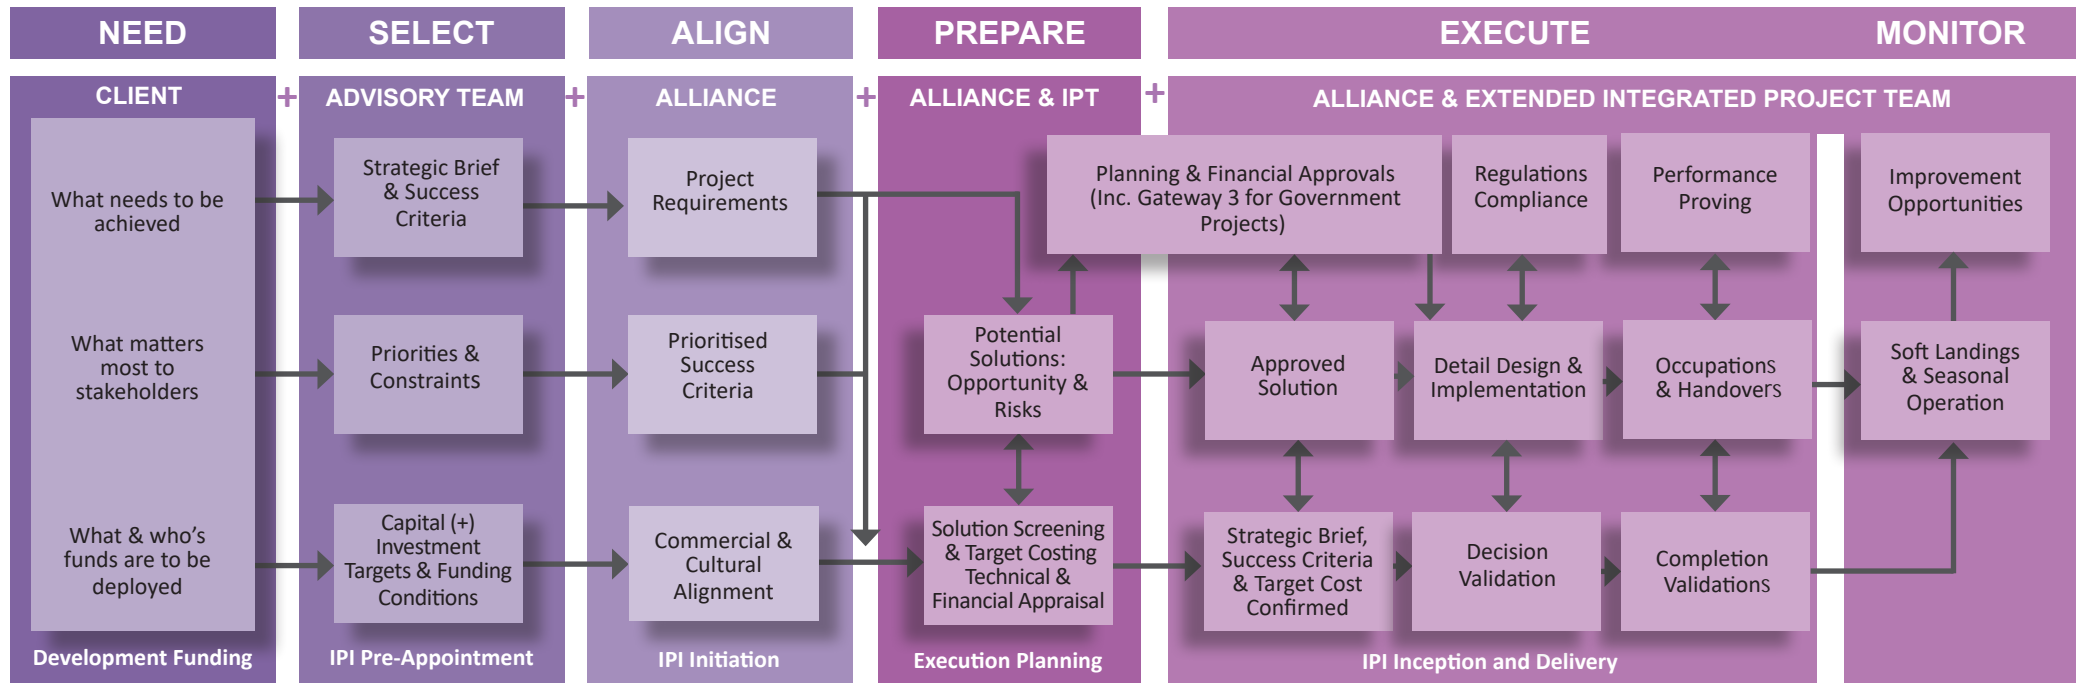 NEED
SELECT
ALIGN
PREPARE
EXECUTE
MONITOR
CLIENT
+
ADVISORY TEAM
+
ALLIANCE
+
ALLIANCE & IPT
+
ALLIANCE & EXTENDED INTEGRATED PROJECT TEAM
What needs to be
achieved
What matters
most to
stakeholders
What & who's
funds are to be
deployed
Development Funding
Strategic Brief
& Success
Criteria
Priorities &
Constraints
Capital (+)
Investment
Targets & Funding
Conditions
IPI Pre-Appointment
Project
Requirements
Prioritised
Success
Criteria
Commercial &
Cultural
Alignment
IPI Initiation
Potential
Solutions:
Opportunity &
Risks
Solution Screening
& Target Costing
Technical &
Financial Appraisal
Execution Planning
Planning & Financial Approvals
(Inc. Gateway 3 for Government
Projects)
Regulations
Compliance
Performance
Proving
Approved
Solution
Detail Design &
Implementation
Occupations
& Handovers
Strategic Brief,
Success Criteria
& Target Cost
Confirmed
Decision
Validation
Completion
Validations
IPI Inception and Delivery
Improvement
Opportunities
Soft Landings
& Seasonal
Operation